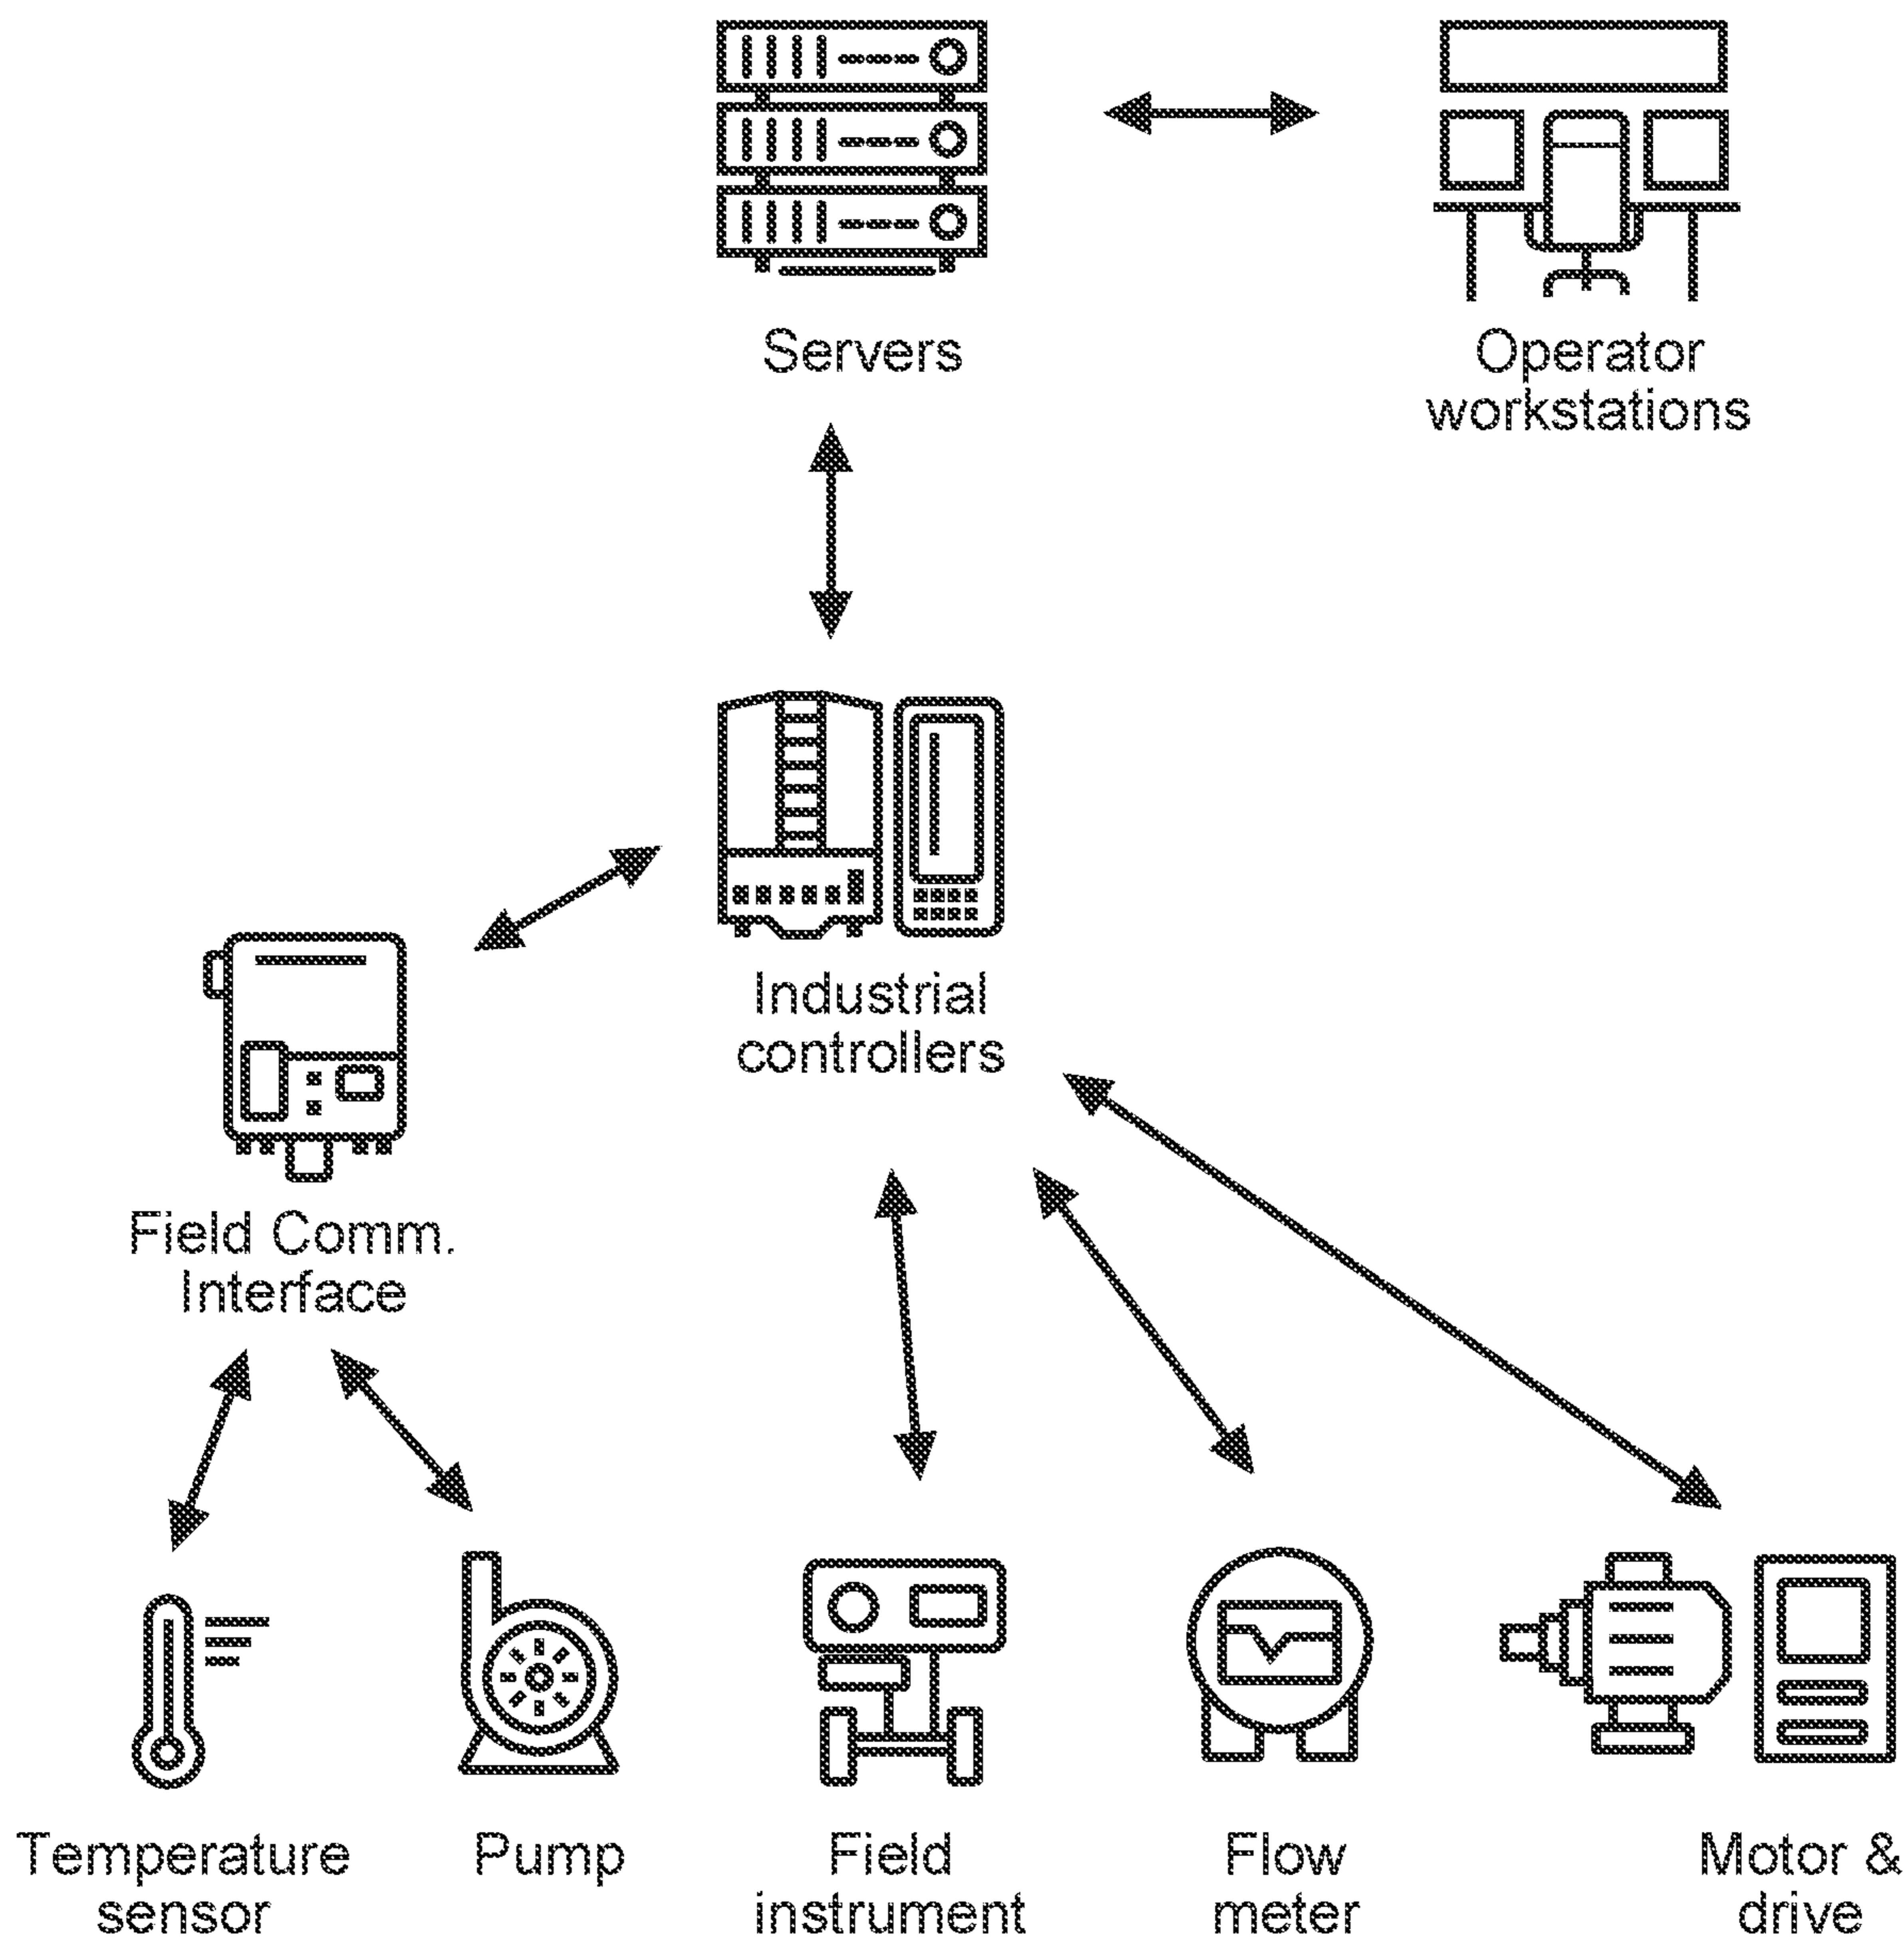 Servers
Operator
workstations
Industrial
controllers
Field Comm.
Interface
Temperature
sensor
Pump
Field
instrument
Flow
meter
Motor &
drive